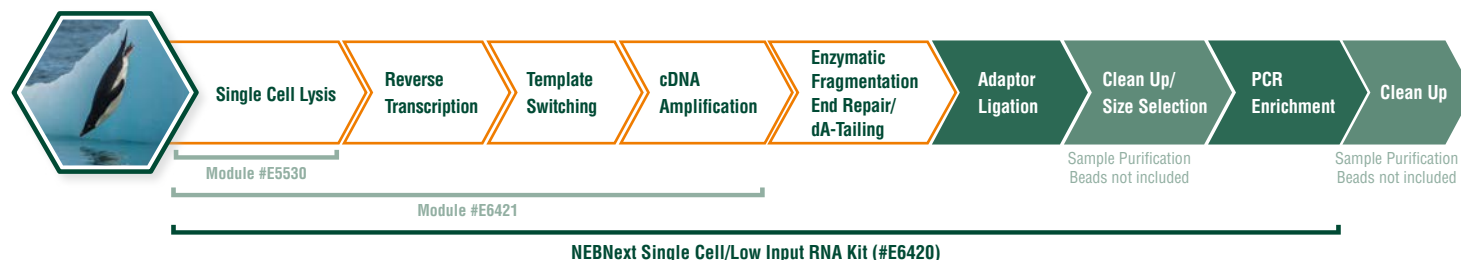 Single Cell Lysis
Reverse
Transcription
Template
Switching
cDNA
Amplification
Enzymatic
Fragmentation
End Repair/
dA-Tailing
Adaptor
Ligation
Clean Up/
Size Selection
PCR
Enrichment
Clean Up
Sample Purification
Beads not included
Sample Purification
Beads not included
Module #E5530
Module #E6421
NEBNext Single Cell/Low Input RNA Kit (#E6420)